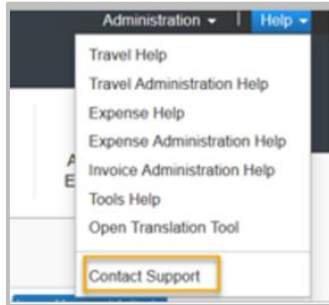 Administration
Help
Travel Help
Travel Administration Help
Expense Help
Expense Administration Help
Invoice Administration Help
Tools Help
Open Translation Tool
Contact Support
A
E